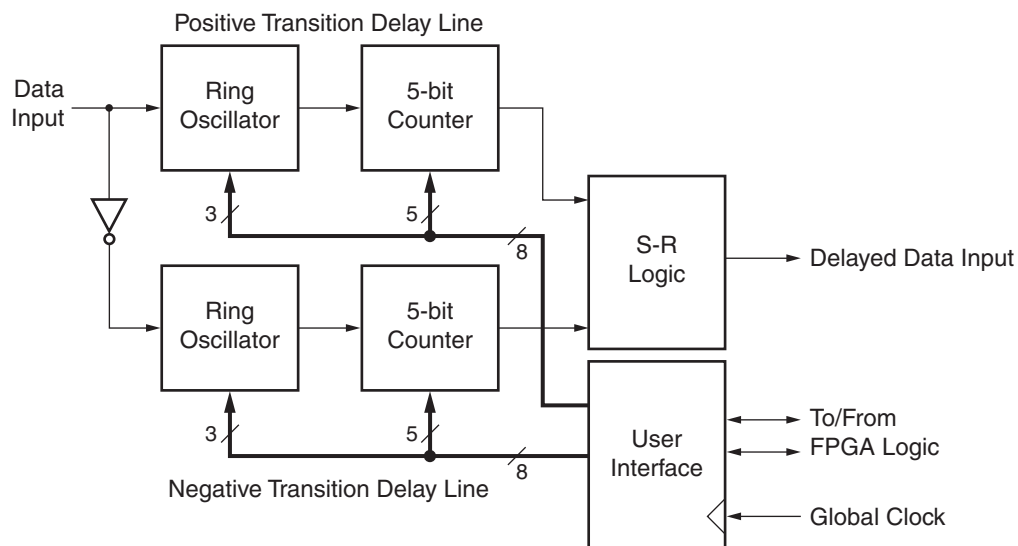 Positive Transition Delay Line
Data
Input
Ring
Oscillator
5-bit
Counter
3
5
8
S-R
Logic
Delayed Data Input
Ring
Oscillator
5-bit
Counter
3
5
8
User
Interface
To/From
FPGA Logic
Global Clock
Negative Transition Delay Line